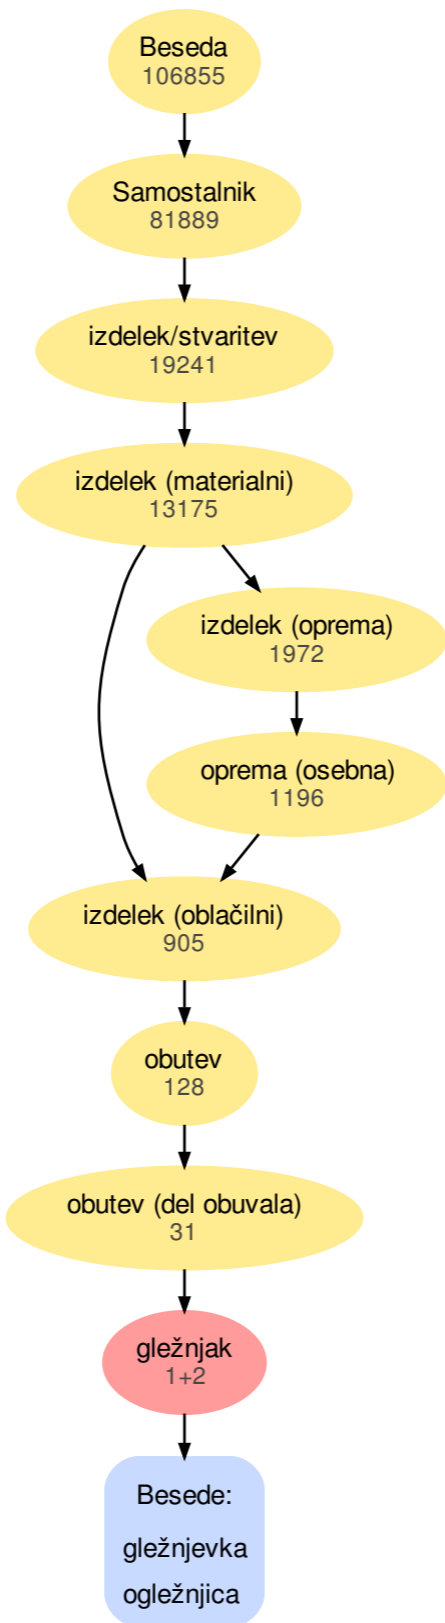 Beseda
106855
Samostalnik
81889
izdelek/stvaritev
19241
izdelek (materialni)
13175
izdelek (oprema)
1972
oprema (osebna)
1196
izdelek (oblačilni)
905
obutev
128
obutev (del obuvala)
31
gležnjak
1+2
Besede:
gležnjevka
ogležnjica